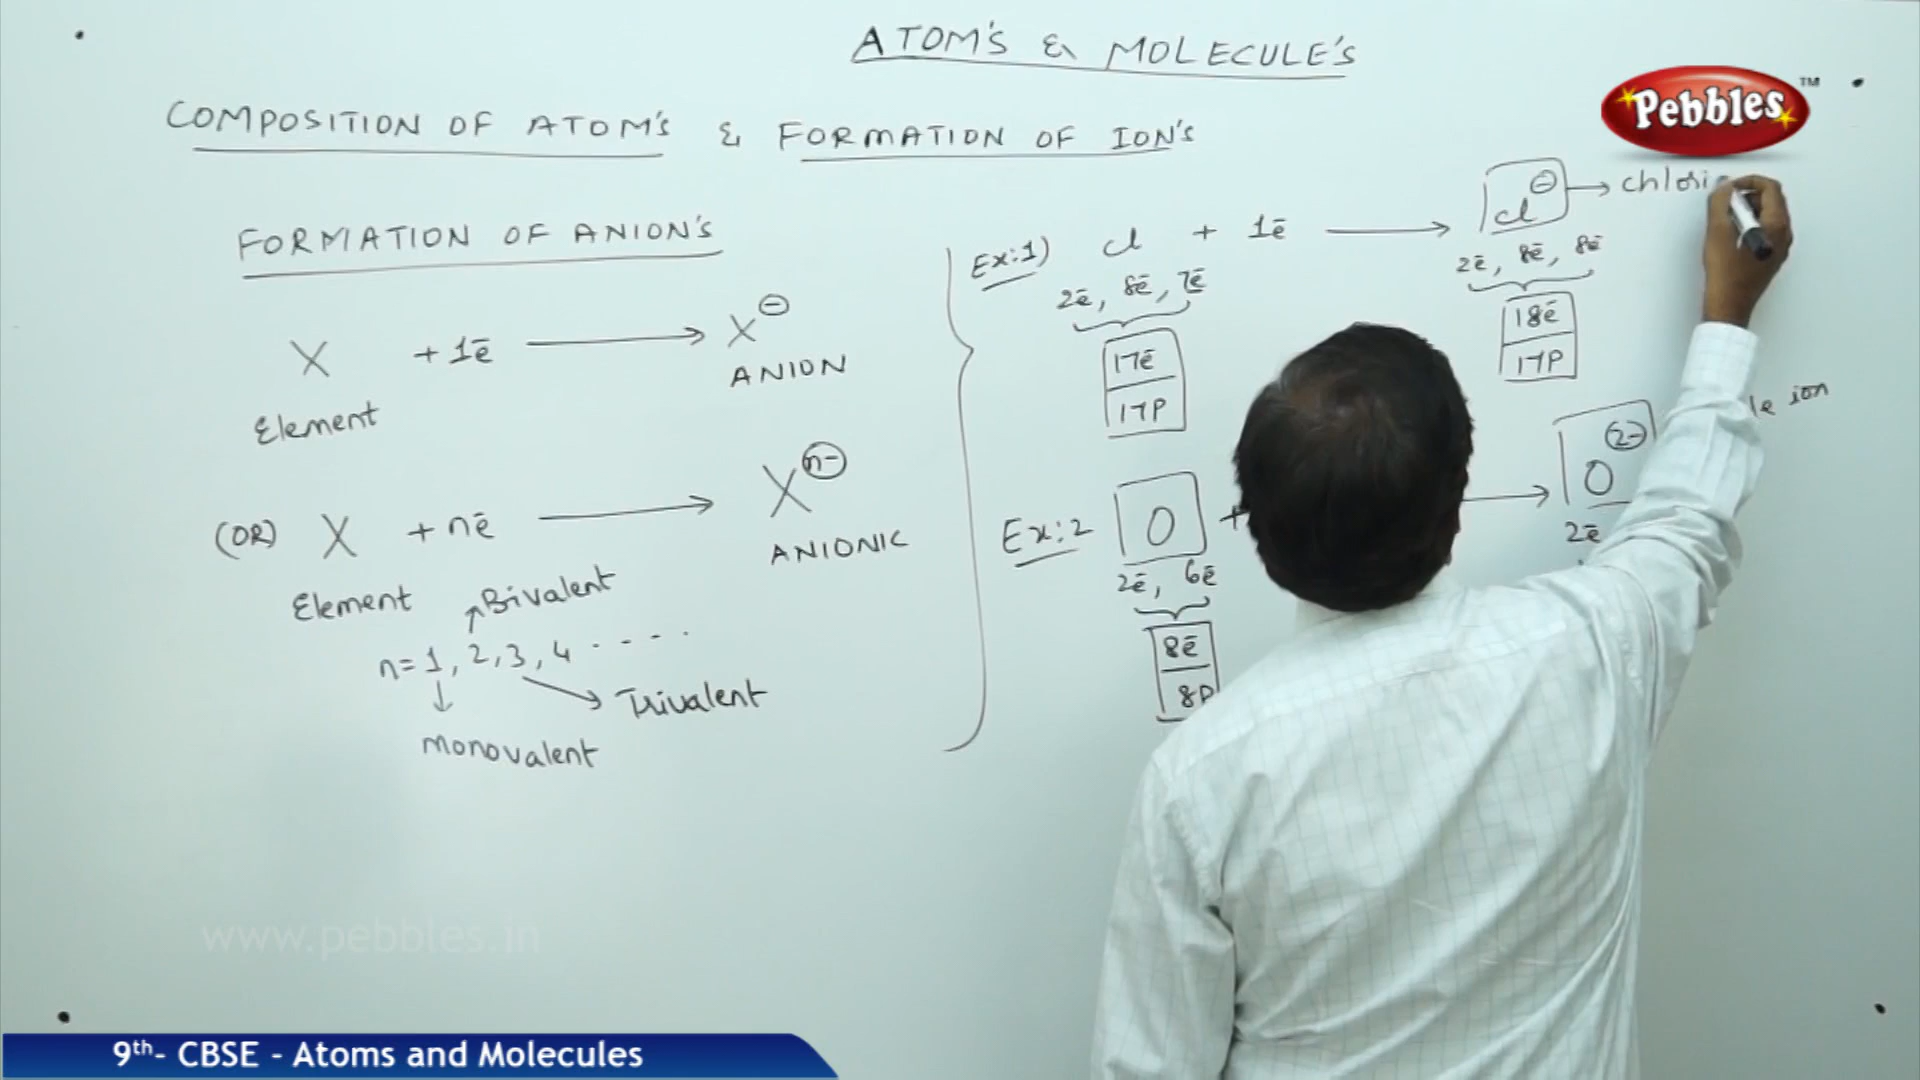 ATOM'S & MOLECULE'S
Pebbles™
COMPOSITION OF ATOM'S & FORMATION OF ION'S
FORMATION OF ANION'S
X + 1ē → X⊖
Element
ANION
(OR) X + nē → Xⁿ⁻
Element
ANIONIC
Bivalent
n = 1, 2, 3, 4 - - - -
Trivalent
Monovalent
Ex:1) Cl + 1ē → Cl⊖ → chlori
2ē, 8ē, 7ē
2ē, 8ē, 8ē
17ē
17P
18ē
17P
ion
Ex:2 O + → O²⁻
2ē, 6ē
2ē
8ē
8P
www.pebbles.in
9th- CBSE - Atoms and Molecules